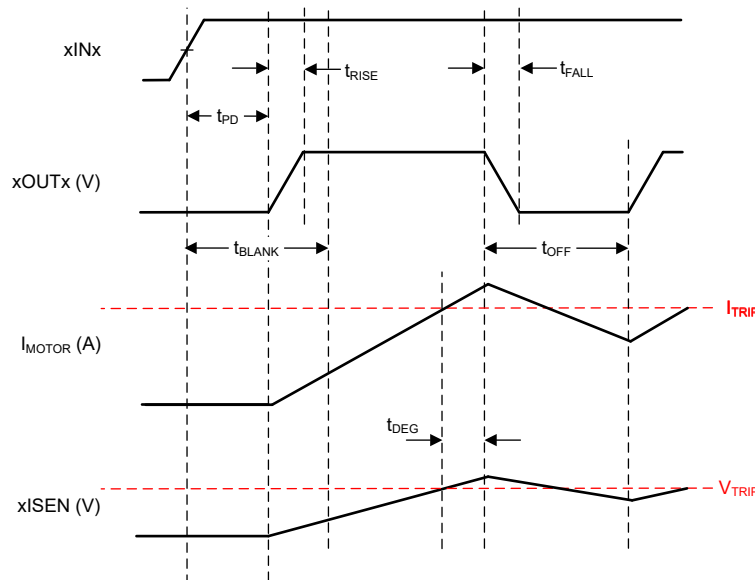 xINx
tRISE
tFALL
tPD
xOUTx (V)
tBLANK
tOFF
ITRIP
IMOTOR (A)
tDEG
xISEN (V)
VTRIP